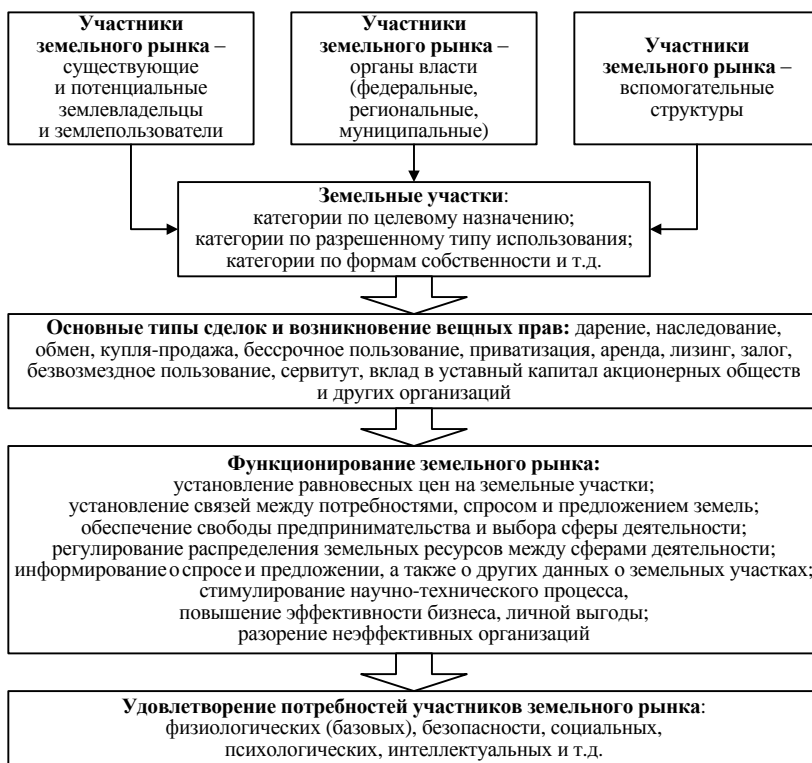 Участники
земельного рынка –
существующие
и потенциальные
землевладельцы
и землепользователи
Участники
земельного рынка –
органы власти
(федеральные,
региональные,
муниципальные)
Участники
земельного рынка –
вспомогательные
структуры
Земельные участки:
категории по целевому назначению;
категории по разрешенному типу использования;
категории по формам собственности и т.д.
Основные типы сделок и возникновение вещных прав: дарение, наследование,
обмен, купля-продажа, бессрочное пользование, приватизация, аренда, лизинг, залог,
безвозмездное пользование, сервитут, вклад в уставный капитал акционерных обществ
и других организаций
Функционирование земельного рынка:
установление равновесных цен на земельные участки;
установление связей между потребностями, спросом и предложением земель;
обеспечение свободы предпринимательства и выбора сферы деятельности;
регулирование распределения земельных ресурсов между сферами деятельности;
информирование о спросе и предложении, а также о других данных о земельных участках;
стимулирование научно-технического процесса,
повышение эффективности бизнеса, личной выгоды;
разорение неэффективных организаций
Удовлетворение потребностей участников земельного рынка:
физиологических (базовых), безопасности, социальных,
психологических, интеллектуальных и т.д.